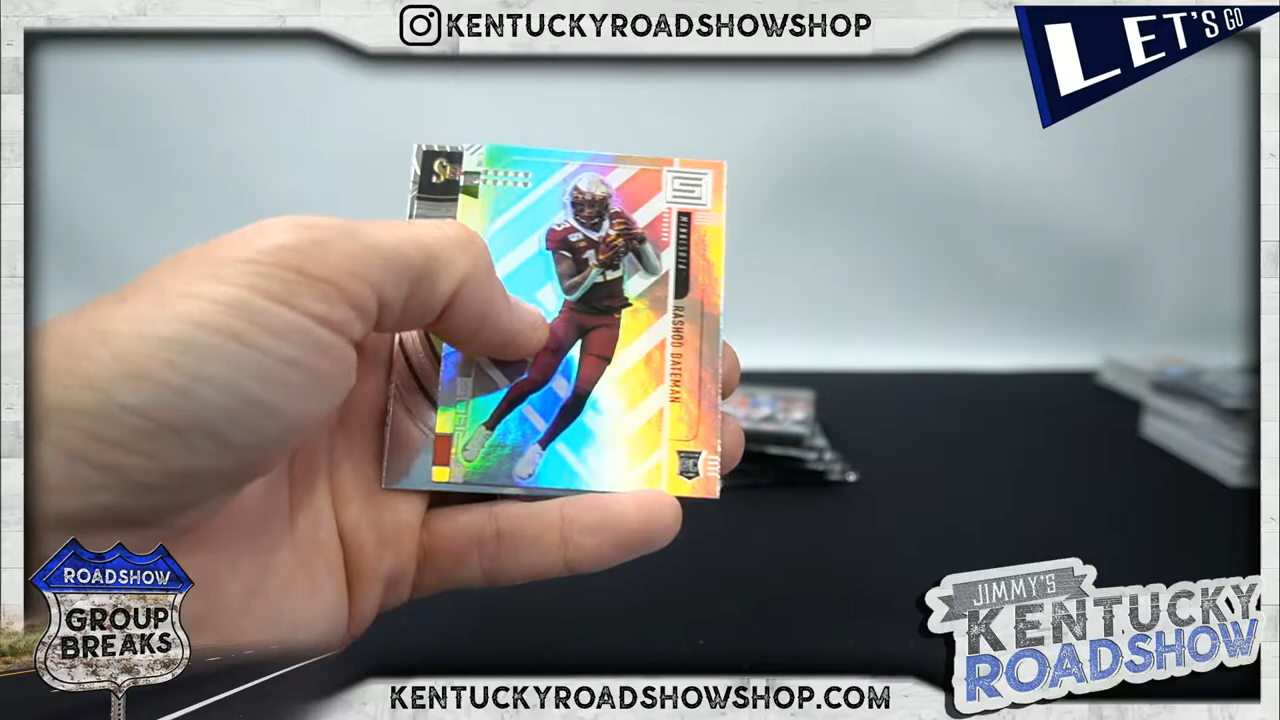 KENTUCKYROADSHOWSHOP
LET'S GO
MINNESOTA
RASHOD BATEMAN
ROADSHOW
GROUP
BREAKS
JIMMY'S
KENTUCKY
ROADSHOW
KENTUCKYROADSHOWSHOP.COM